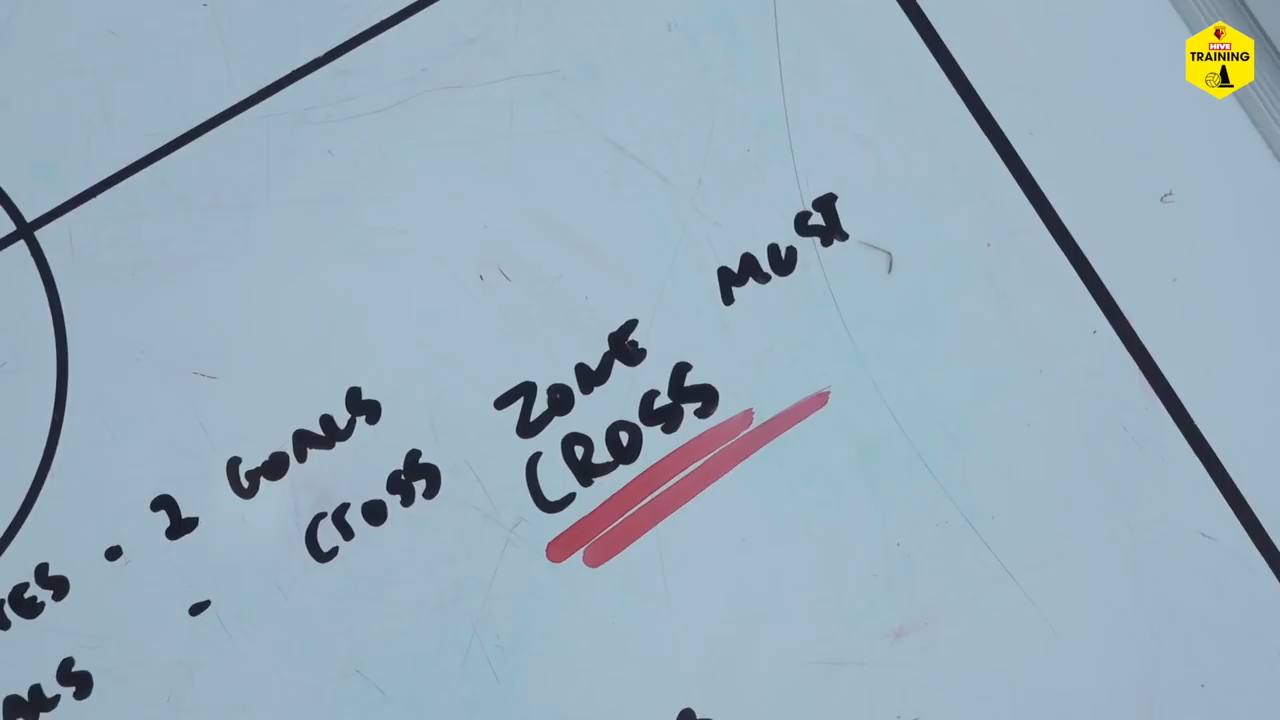 HIVE
TRAINING
· 2 GOALS
· CROSS ZONE MUST
CROSS